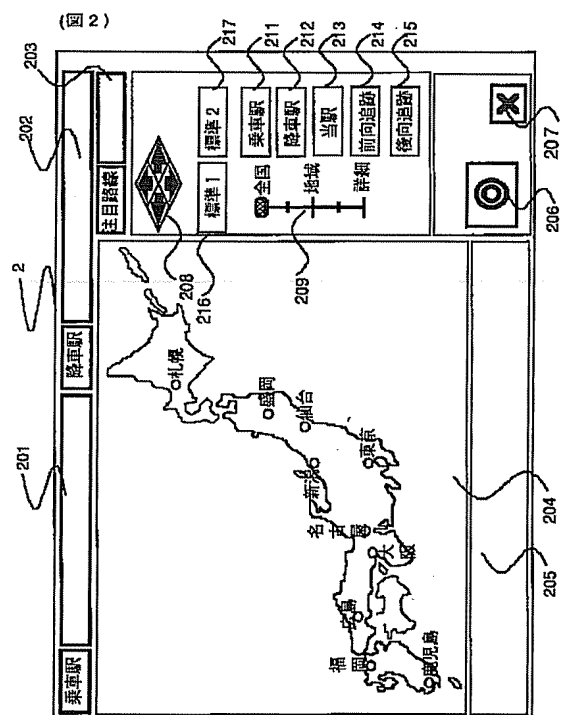 (図2)
2
201
202
203
乗車駅
降車駅
注目路線
217
211
212
213
214
215
標準1
標準2
乗車駅
降車駅
当駅
前向追跡
後向追跡
全国
地域
詳細
208
216
209
札幌
盛岡
仙台
新潟
東京
名古屋
大阪
広島
福岡
鹿児島
204
205
206
207